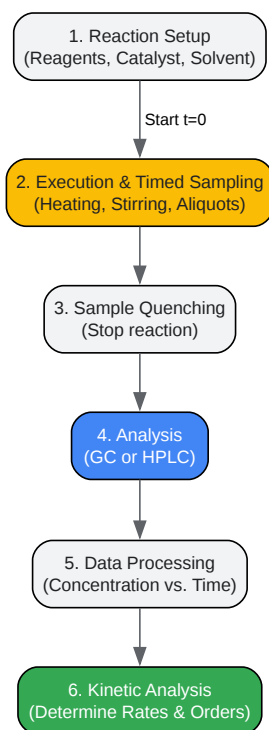 1. Reaction Setup
(Reagents, Catalyst, Solvent)
Start t=0
2. Execution & Timed Sampling
(Heating, Stirring, Aliquots)
3. Sample Quenching
(Stop reaction)
4. Analysis
(GC or HPLC)
5. Data Processing
(Concentration vs. Time)
6. Kinetic Analysis
(Determine Rates & Orders)